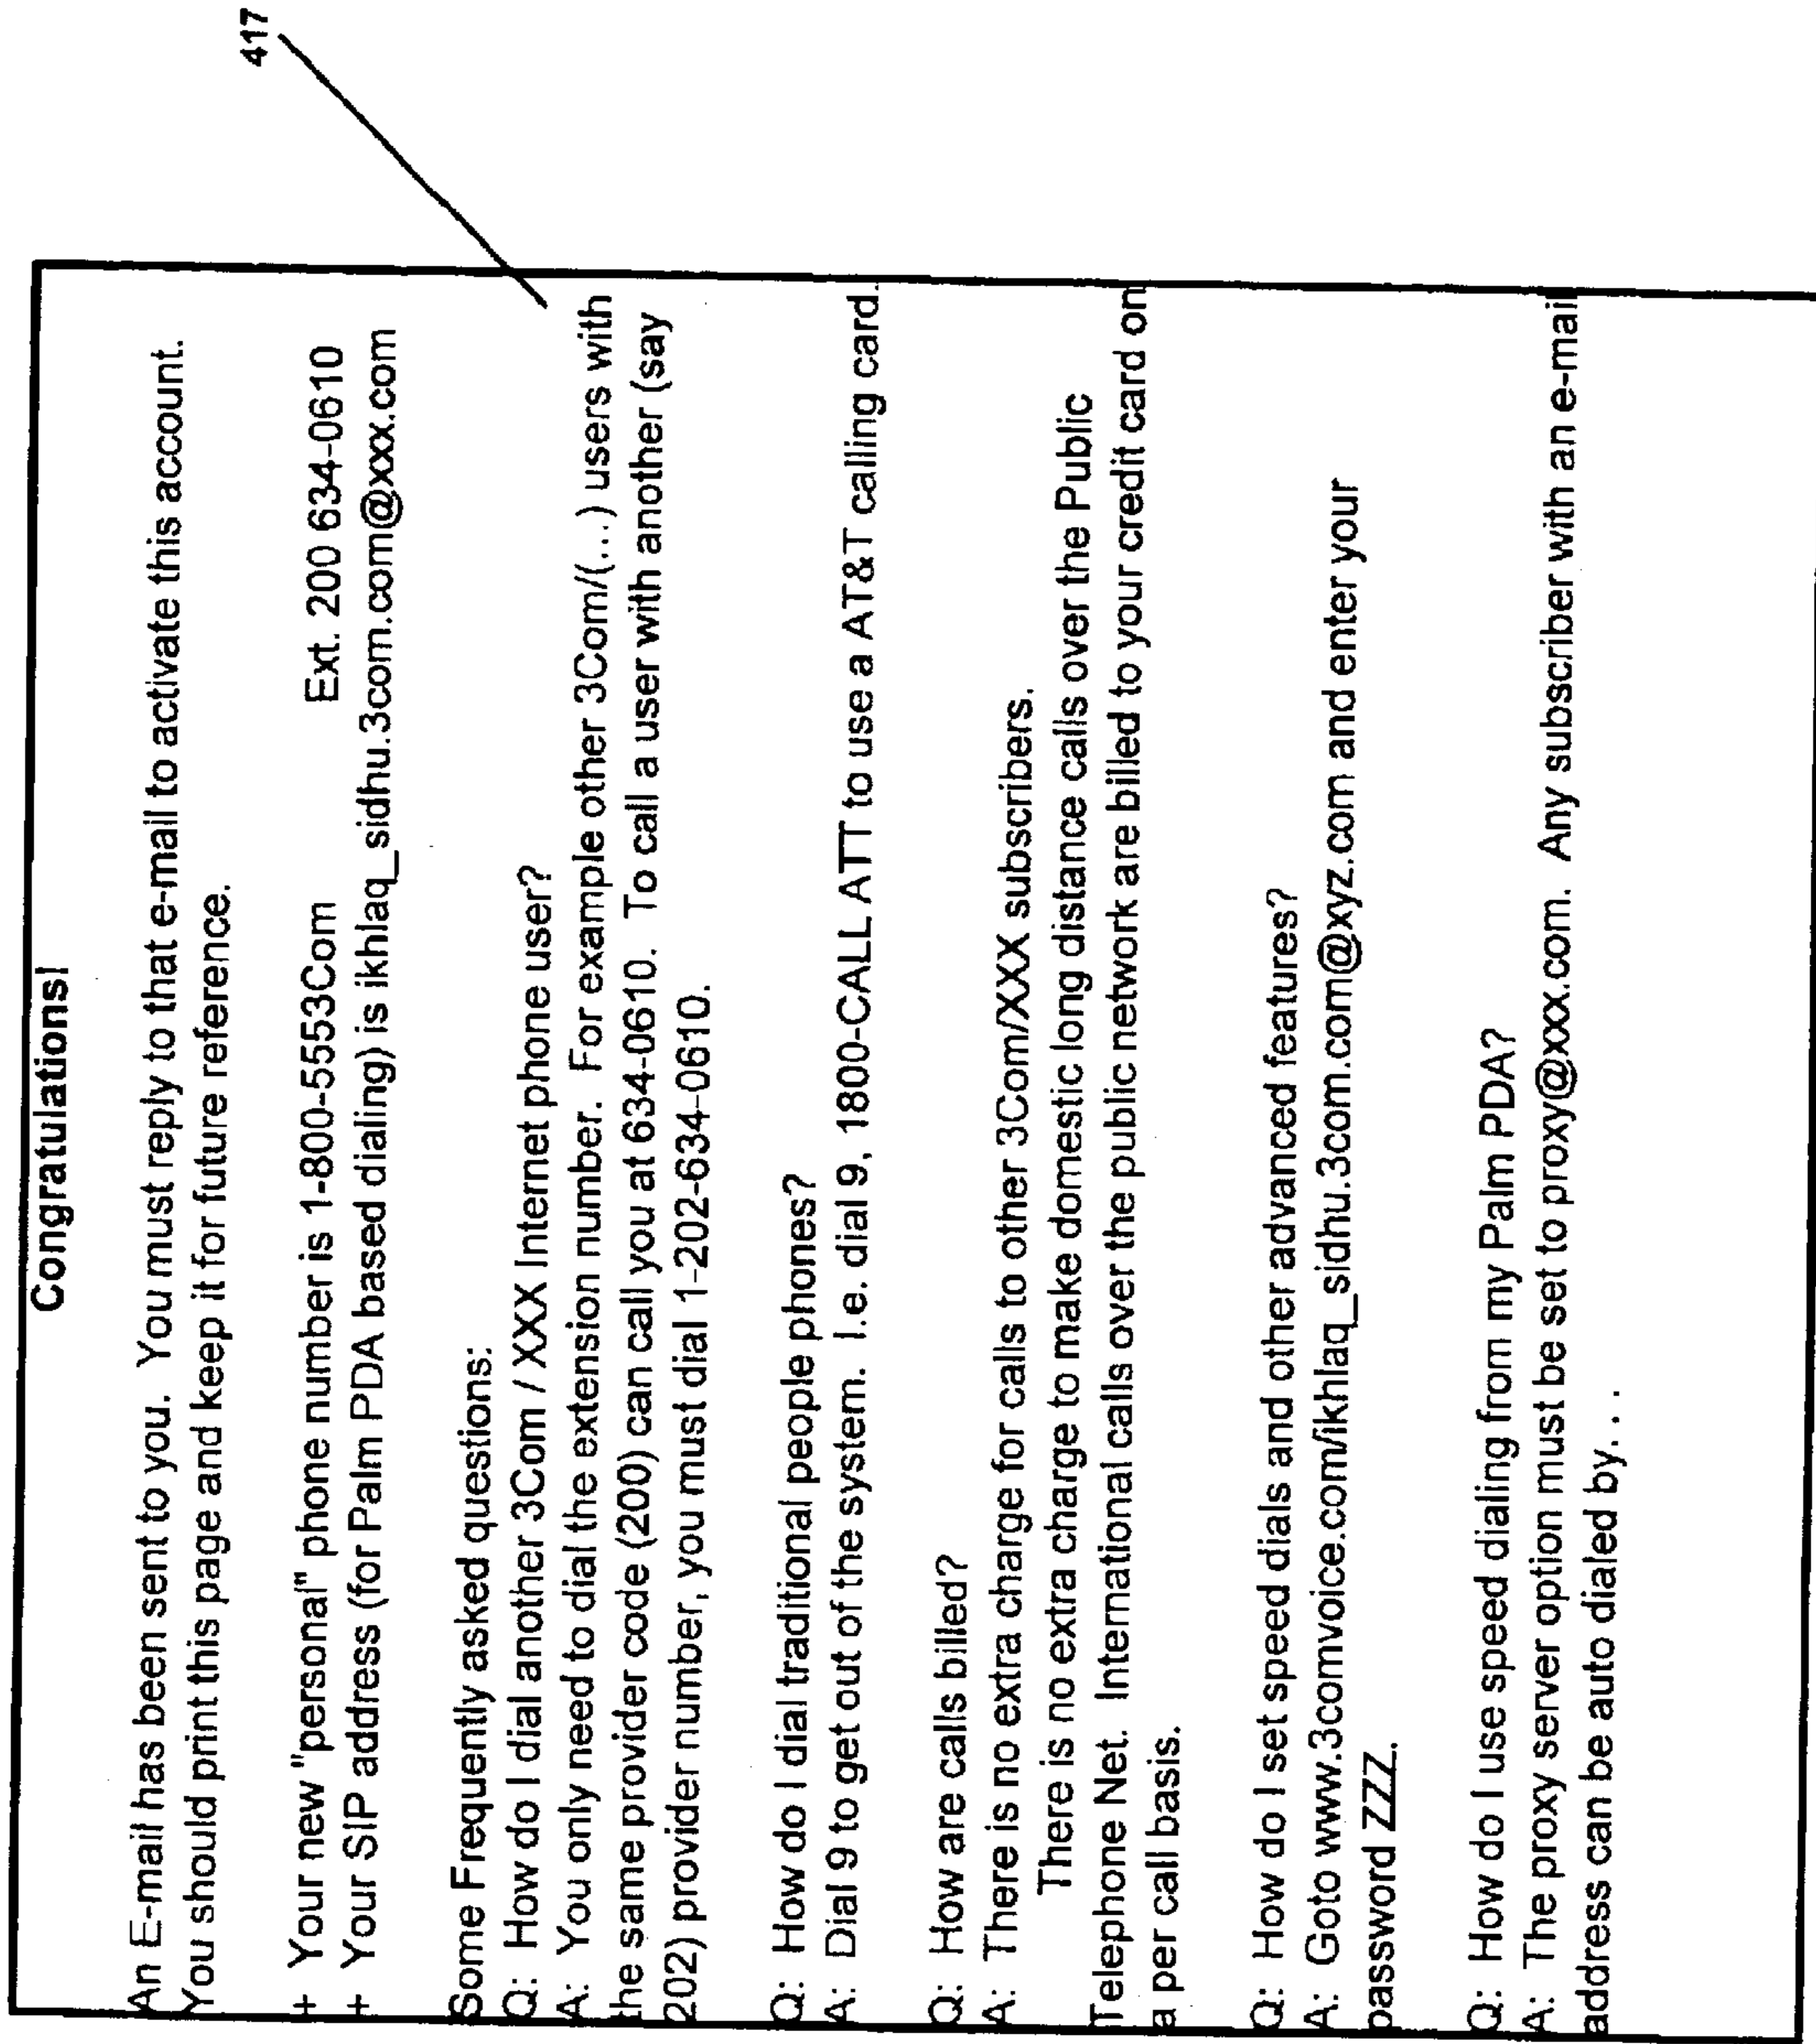 417
Congratulations!
An E-mail has been sent to you. You must reply to that e-mail to activate this account.
You should print this page and keep it for future reference.
+ Your new "personal" phone number is 1-800-5553Com Ext. 200 634-0610
+ Your SIP address (for Palm PDA based dialing) is ikhlaq_sidhu.3com.com@xxx.com
Some Frequently asked questions:
Q: How do I dial another 3Com / XXX Internet phone user?
A: You only need to dial the extension number. For example other 3Com/(...) users with
the same provider code (200) can call you at 634-0610. To call a user with another (say
202) provider number, you must dial 1-202-634-0610.
Q: How do I dial traditional people phones?
A: Dial 9 to get out of the system. I.e. dial 9, 1800-CALL ATT to use a AT&T calling card.
Q: How are calls billed?
A: There is no extra charge for calls to other 3Com/XXX subscribers.
There is no extra charge to make domestic long distance calls over the Public
Telephone Net. International calls over the public network are billed to your credit card on
a per call basis.
Q: How do I set speed dials and other advanced features?
A: Goto www.3comvoice.com/ikhlaq_sidhu.3com.com@xyz.com and enter your
password ZZZ.
Q: How do I use speed dialing from my Palm PDA?
A: The proxy server option must be set to proxy@xxx.com. Any subscriber with an e-mail
address can be auto dialed by. . .